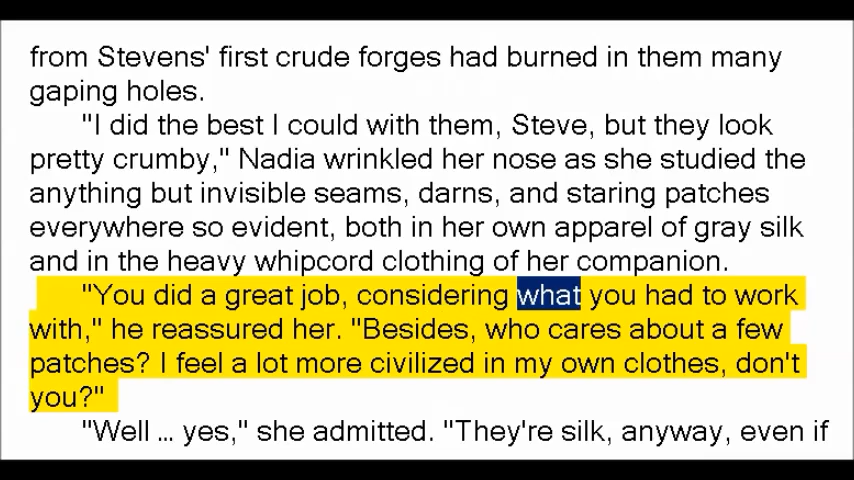 from Stevens' first crude forges had burned in them many
gaping holes.
"I did the best I could with them, Steve, but they look
pretty crumby," Nadia wrinkled her nose as she studied the
anything but invisible seams, darns, and staring patches
everywhere so evident, both in her own apparel of gray silk
and in the heavy whipcord clothing of her companion.
"You did a great job, considering what you had to work
with," he reassured her. "Besides, who cares about a few
patches? I feel a lot more civilized in my own clothes, don't
you?"
"Well ... yes," she admitted. "They're silk, anyway, even if